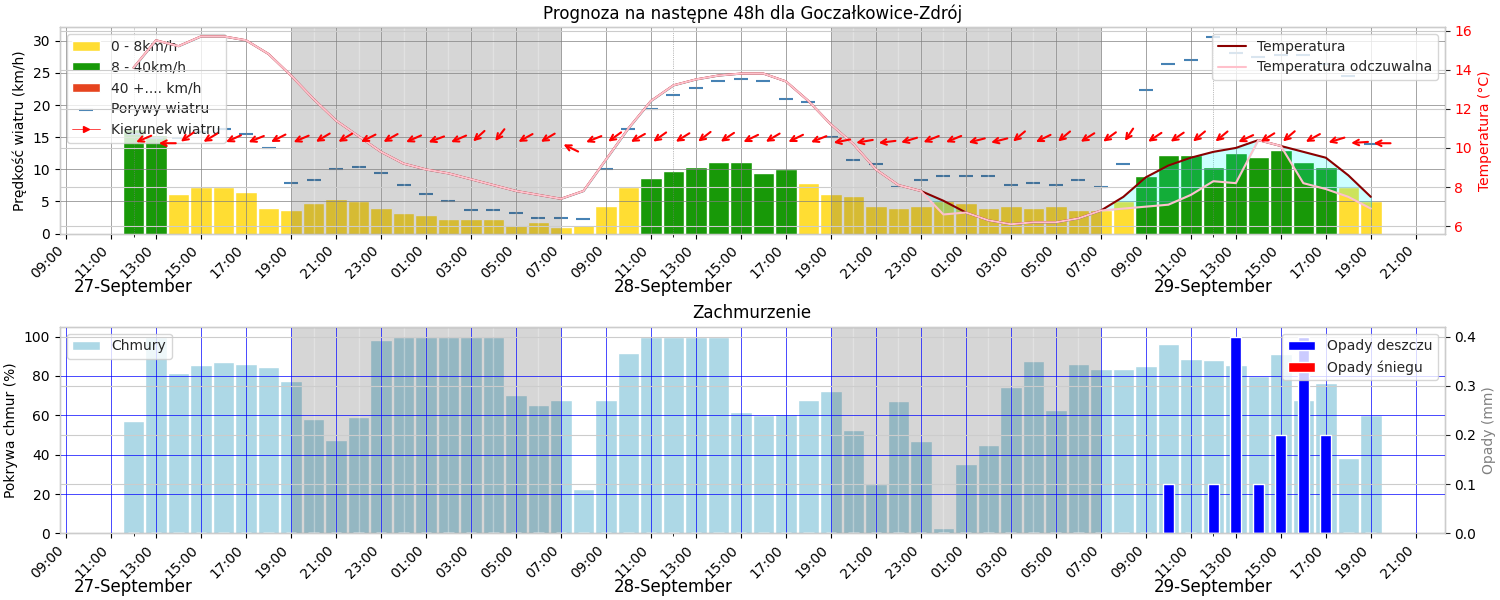 Prognoza na następne 48h dla Goczałkowice-Zdrój
Prędkość wiatru (km/h)
30
25
20
15
10
5
0
0 - 8km/h
8 - 40km/h
40 +.... km/h
Porywy wiatru
Kierunek wiatru
Temperatura
Temperatura odczuwalna
16
14
12
10
8
6
Temperatura (°C)
09:00 11:00 13:00 15:00 17:00 19:00 21:00 23:00 01:00 03:00 05:00 07:00 09:00 11:00 13:00 15:00 17:00 19:00 21:00 23:00 01:00 03:00 05:00 07:00 09:00 11:00 13:00 15:00 17:00 19:00 21:00
27-September 28-September 29-September
Zachmurzenie
Pokrywa chmur (%)
100
80
60
40
20
0
Chmury
Opady deszczu
Opady śniegu
0.4
0.3
0.2
0.1
0.0
Opady (mm)
09:00 11:00 13:00 15:00 17:00 19:00 21:00 23:00 01:00 03:00 05:00 07:00 09:00 11:00 13:00 15:00 17:00 19:00 21:00 23:00 01:00 03:00 05:00 07:00 09:00 11:00 13:00 15:00 17:00 19:00 21:00
27-September 28-September 29-September